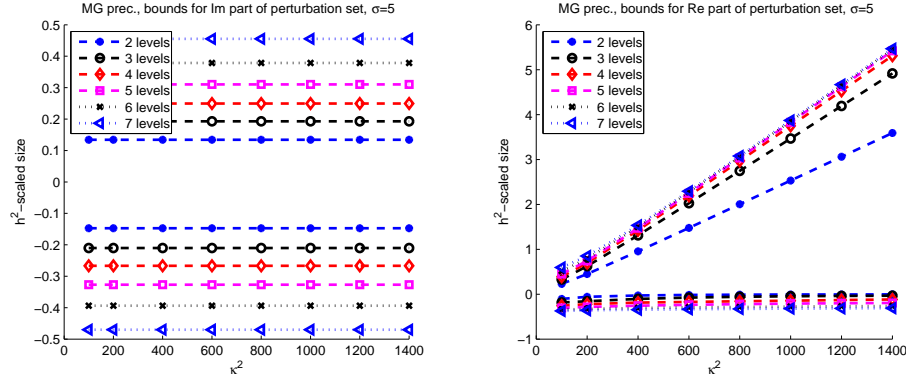 MG prec., bounds for Im part of perturbation set, σ=5
0.5
0.4
0.3
0.2
0.1
0
−0.1
−0.2
−0.3
−0.4
−0.5
h²−scaled size
2 levels
3 levels
4 levels
5 levels
6 levels
7 levels
0 200 400 600 800 1000 1200 1400
κ²
MG prec., bounds for Re part of perturbation set, σ=5
6
5
4
3
2
1
0
−1
h²−scaled size
2 levels
3 levels
4 levels
5 levels
6 levels
7 levels
0 200 400 600 800 1000 1200 1400
κ²